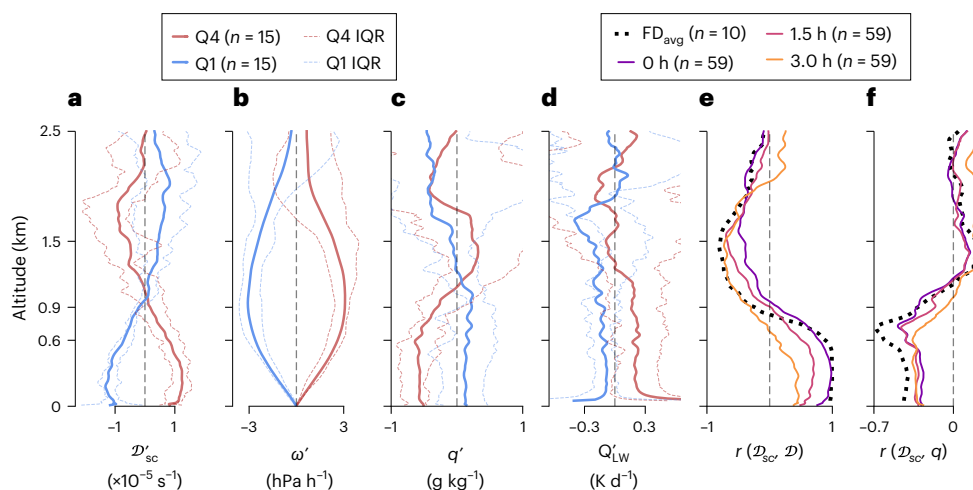 Q4 (n = 15) Q4 IQR
Q1 (n = 15) Q1 IQR
FDavg (n = 10) 1.5 h (n = 59)
0 h (n = 59) 3.0 h (n = 59)
a b c d e f
Altitude (km)
2.5
1.5
0.9
0.6
0
−1 1
−3 3
−1 0 1
−0.3 0.3
−1 0
−0.7 0
𝒟′sc ω′ q′ Q′LW r (𝒟sc, 𝒟) r (𝒟sc, q)
(×10⁻⁵ s⁻¹) (hPa h⁻¹) (g kg⁻¹) (K d⁻¹)